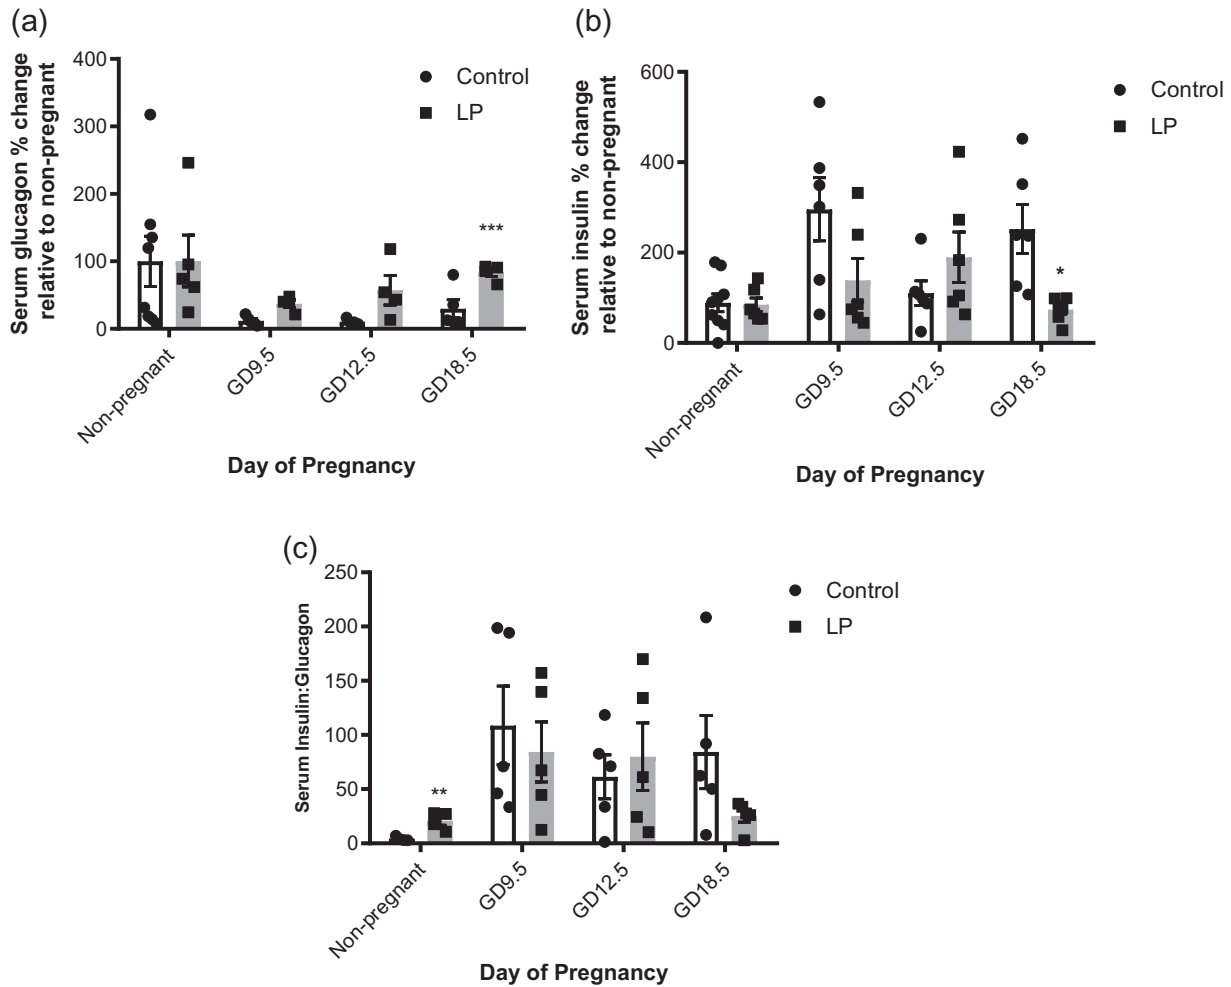 (a)
Serum glucagon % change
relative to non-pregnant
400
300
200
100
0
Control
LP
***
Non-pregnant
GD9.5
GD12.5
GD18.5
Day of Pregnancy
(b)
Serum insulin % change
relative to non-pregnant
600
400
200
0
Control
LP
*
Non-pregnant
GD9.5
GD12.5
GD18.5
Day of Pregnancy
(c)
Serum Insulin:Glucagon
250
200
150
100
50
0
Control
LP
**
Non-pregnant
GD9.5
GD12.5
GD18.5
Day of Pregnancy